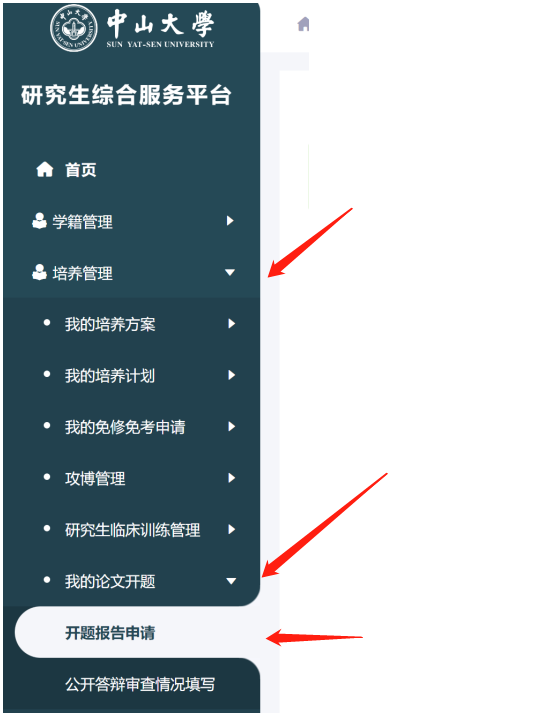 中山大學
SUN YAT-SEN UNIVERSITY
研究生综合服务平台
首页
学籍管理
培养管理
我的培养方案
我的培养计划
我的免修免考申请
攻博管理
研究生临床训练管理
我的论文开题
开题报告申请
公开答辩审查情况填写